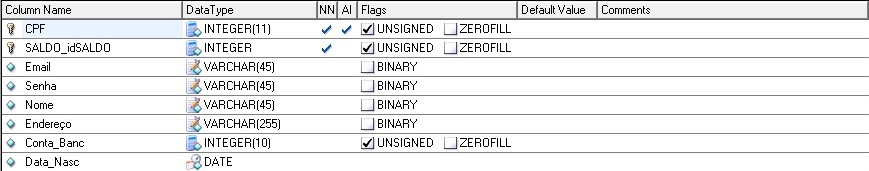 Column Name DataType NN AI Flags Default Value Comments
CPF INTEGER(11) UNSIGNED ZEROFILL
SALDO_idSALDO INTEGER UNSIGNED ZEROFILL
Email VARCHAR(45) BINARY
Senha VARCHAR(45) BINARY
Nome VARCHAR(45) BINARY
Endereço VARCHAR(255) BINARY
Conta_Banc INTEGER(10) UNSIGNED ZEROFILL
Data_Nasc DATE